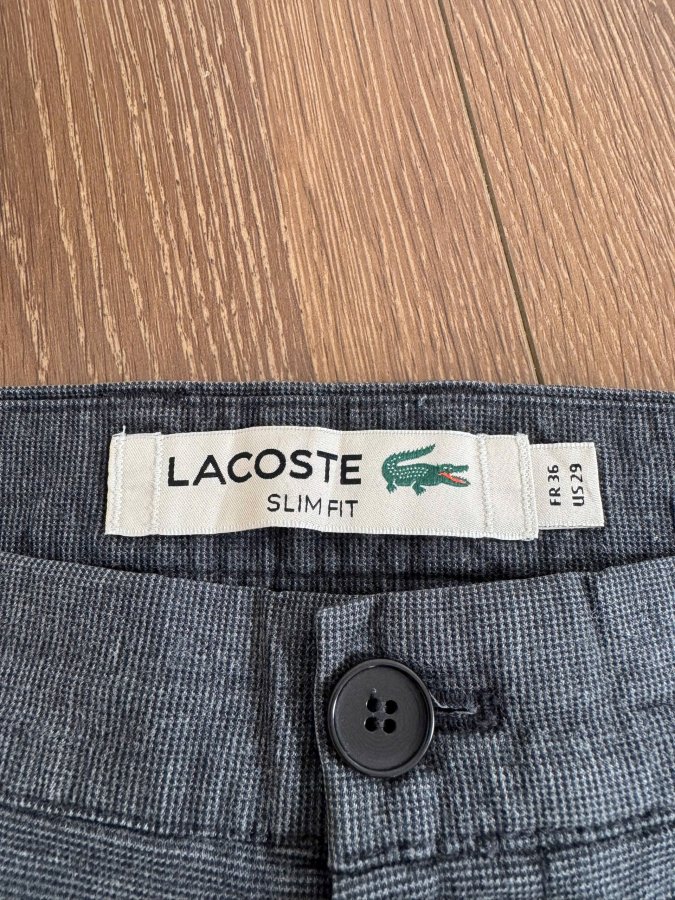 LACOSTE
SLIM FIT
FR 36
US 29